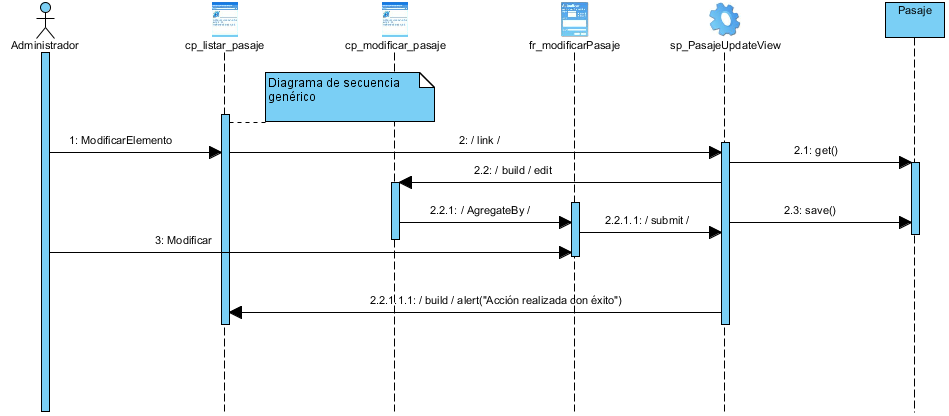 Administrador
cp_listar_pasaje
cp_modificar_pasaje
fr_modificarPasaje
sp_PasajeUpdateView
Pasaje
Diagrama de secuencia
genérico
1: ModificarElemento
2: / link /
2.1: get()
2.2: / build / edit
2.2.1: / AgregateBy /
2.2.1.1: / submit /
2.3: save()
3: Modificar
2.2.1.1.1: / build / alert("Acción realizada con éxito")